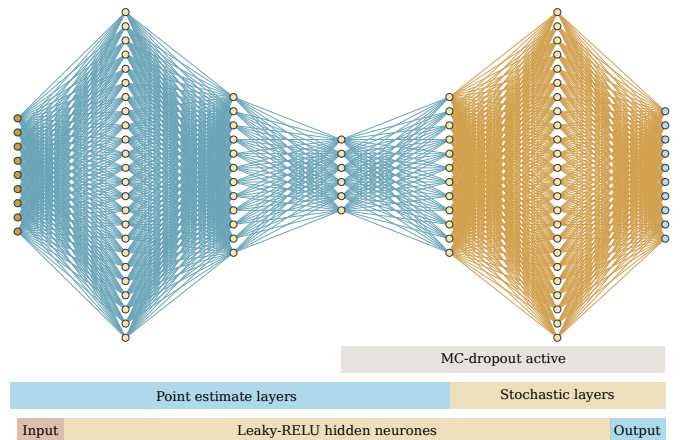 MC-dropout active
Point estimate layers
Stochastic layers
Input
Leaky-RELU hidden neurones
Output